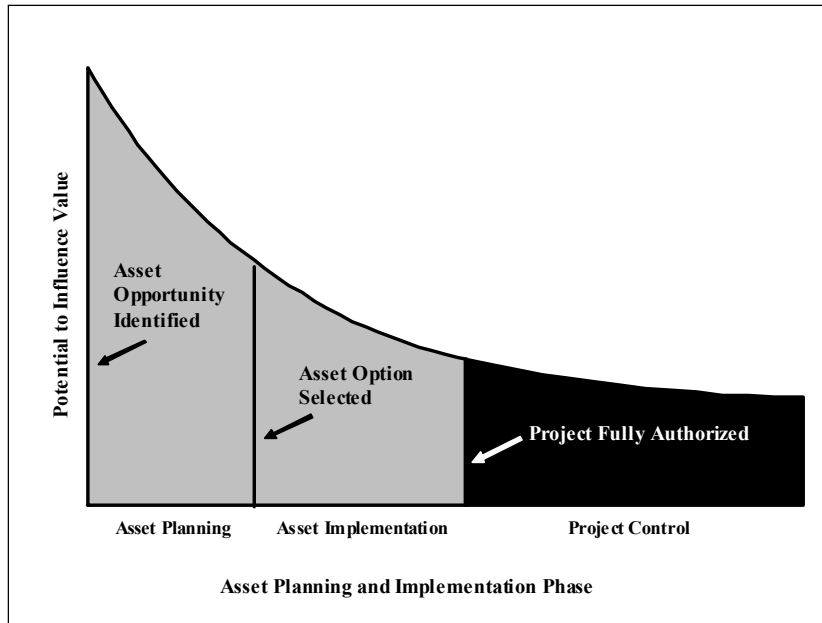 Potential to Influence Value
Asset
Opportunity
Identified
Asset Option
Selected
Project Fully Authorized
Asset Planning
Asset Implementation
Project Control
Asset Planning and Implementation Phase